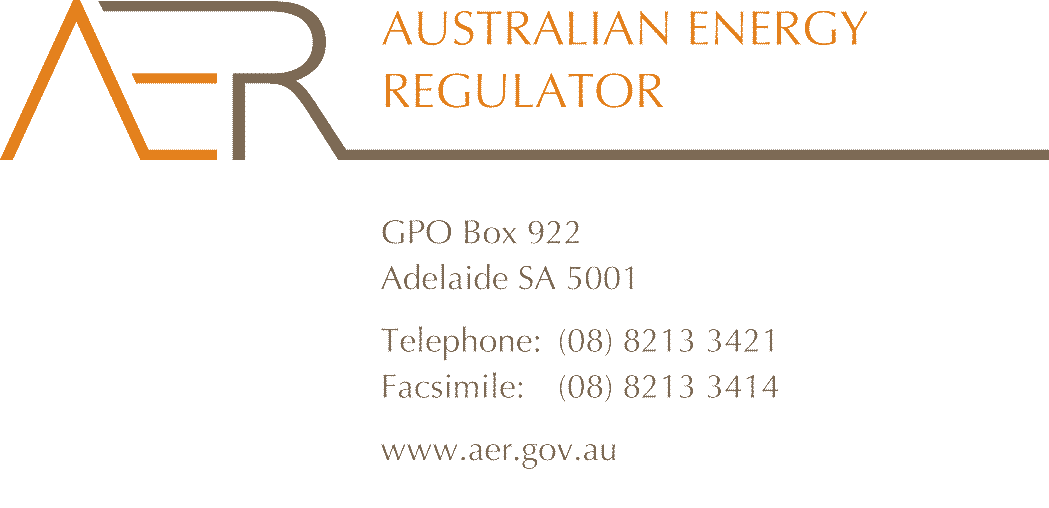 AER
AUSTRALIAN ENERGY
REGULATOR
GPO Box 922
Adelaide SA 5001
Telephone: (08) 8213 3421
Facsimile: (08) 8213 3414
www.aer.gov.au